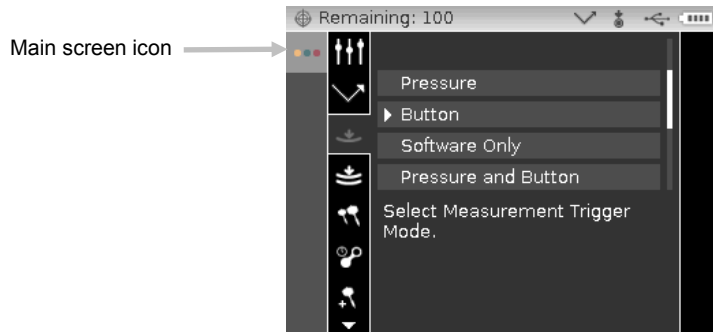 Remaining: 100
Main screen icon
Pressure
Button
Software Only
Pressure and Button
Select Measurement Trigger
Mode.